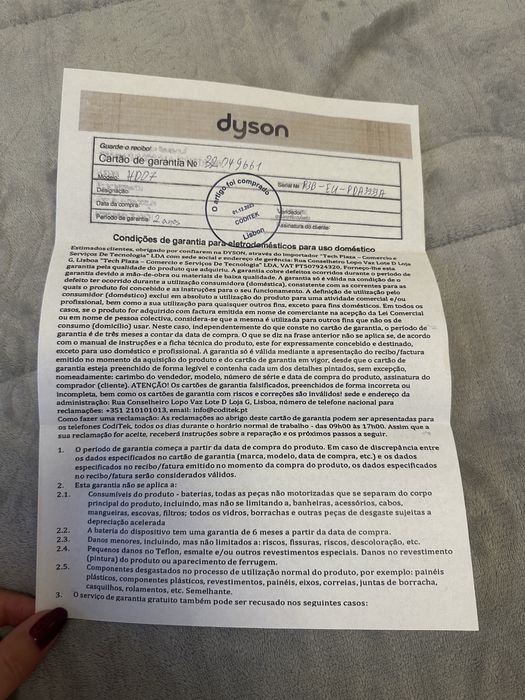 dyson
Guarde o recibo!
Cartão de garantia № 32049661
Modelo: HD07 Serial № R3B-EU-PDA3951A
Designação:
Data da compra: Vendedor:
Período de garantia: 2 anos Assinatura do cliente
O artigo foi comprado
01.12.2023
CODITEK
Lisbon
Condições de garantia para eletrodomésticos para uso doméstico
Estimados clientes, obrigado por confiarem na DYSON, através do Importador "Tech Plaza – Comercio e
Serviços De Tecnologia" LDA com sede social e endereço de gerência: Rua Conselheiro Lopo Vaz Lote D Loja
G, Lisboa "Tech Plaza – Comercio e Serviços De Tecnologia" LDA, VAT PT507924320, Fornego-lhe esta
garantia pela qualidade do produto que adquiriu. A garantia cobre defeitos ocorridos durante o período de
garantia devido a mão-de-obra ou materiais de baixa qualidade. A garantia só é válida na condição de o
defeito ter ocorrido durante a utilização consumidora (doméstica), consistente com as correntes para as
quais o produto foi concebido e as instruções para o seu funcionamento. A definição de utilização pelo
consumidor (doméstico) exclui em absoluto a utilização do produto para uma atividade comercial e/ou
profissional, bem como a sua utilização para quaisquer outros fins, exceto para fins domésticos. Em todos os
casos, se o produto for adquirido com factura emitida em nome de comerciante na acepção da Lei Comercial
ou em nome de pessoa colectiva, considera-se que a mesma é utilizada para outros fins que não os de
consumo (domicílio) usar. Neste caso, independentemente do que conste no cartão de garantia, o período de
garantia é de três meses a contar da data de compra. O que se diz na frase anterior não se aplica se, de acordo
com o manual de instruções e a ficha técnica do produto, este for expressamente concebido e destinado,
exceto para uso doméstico e profissional. A garantia só é válida mediante a apresentação do recibo/factura
emitido no momento da aquisição do produto e do cartão de garantia em vigor, desde que o cartão de
garantia esteja preenchido de forma legível e contenha cada um dos detalhes pintados, sem excepção,
nomeadamente: carimbo do vendedor, modelo, número de série e data de compra do produto, assinatura do
comprador (cliente). ATENÇÃO! Os cartões de garantia falsificados, preenchidos de forma incorreta ou
incompleta, bem como os cartões de garantia com riscos e correções são inválidos! sede e endereço da
administração: Rua Conselheiro Lopo Vaz Lote D Loja G, Lisboa, número de telefone nacional para
reclamações: +351 210101013, email: info@coditek.pt
Como fazer uma reclamação: As reclamações ao abrigo deste cartão de garantia podem ser apresentadas para
os telefones CodiTek, todos os dias durante o horário normal de trabalho - das 09h00 às 17h00. Assim que a
sua reclamação for aceite, receberá instruções sobre a reparação e os próximos passos a seguir.
1. O período de garantia começa a partir da data de compra do produto. Em caso de discrepância entre
os dados especificados no cartão de garantia (marca, modelo, data de compra, etc.) e os dados
especificados no recibo/fatura emitido no momento da compra do produto, os dados especificados
no recibo/fatura serão considerados válidos.
2. Esta garantia não se aplica a:
2.1. Consumíveis do produto - baterias, todas as peças não motorizadas que se separam do corpo
principal do produto, incluindo, mas não se limitando a, banheiras, acessórios, cabos,
mangueiras, escovas, filtros; todos os vidros, borrachas e outras peças de desgaste sujeitas a
depreciação acelerada
2.2. A bateria do dispositivo tem uma garantia de 6 meses a partir da data de compra.
2.3. Danos menores, incluindo, mas não limitados a: riscos, fissuras, riscos, descoloração, etc.
2.4. Pequenos danos no Teflon, esmalte e/ou outros revestimentos especiais. Danos no revestimento
(pintura) do produto ou aparecimento de ferrugem.
2.5. Componentes desgastados no processo de utilização normal do produto, por exemplo: painéis
plásticos, componentes plásticos, revestimentos, painéis, eixos, correias, juntas de borracha,
casquilhos, rolamentos, etc. Semelhante.
3. O serviço de garantia gratuito também pode ser recusado nos seguintes casos: